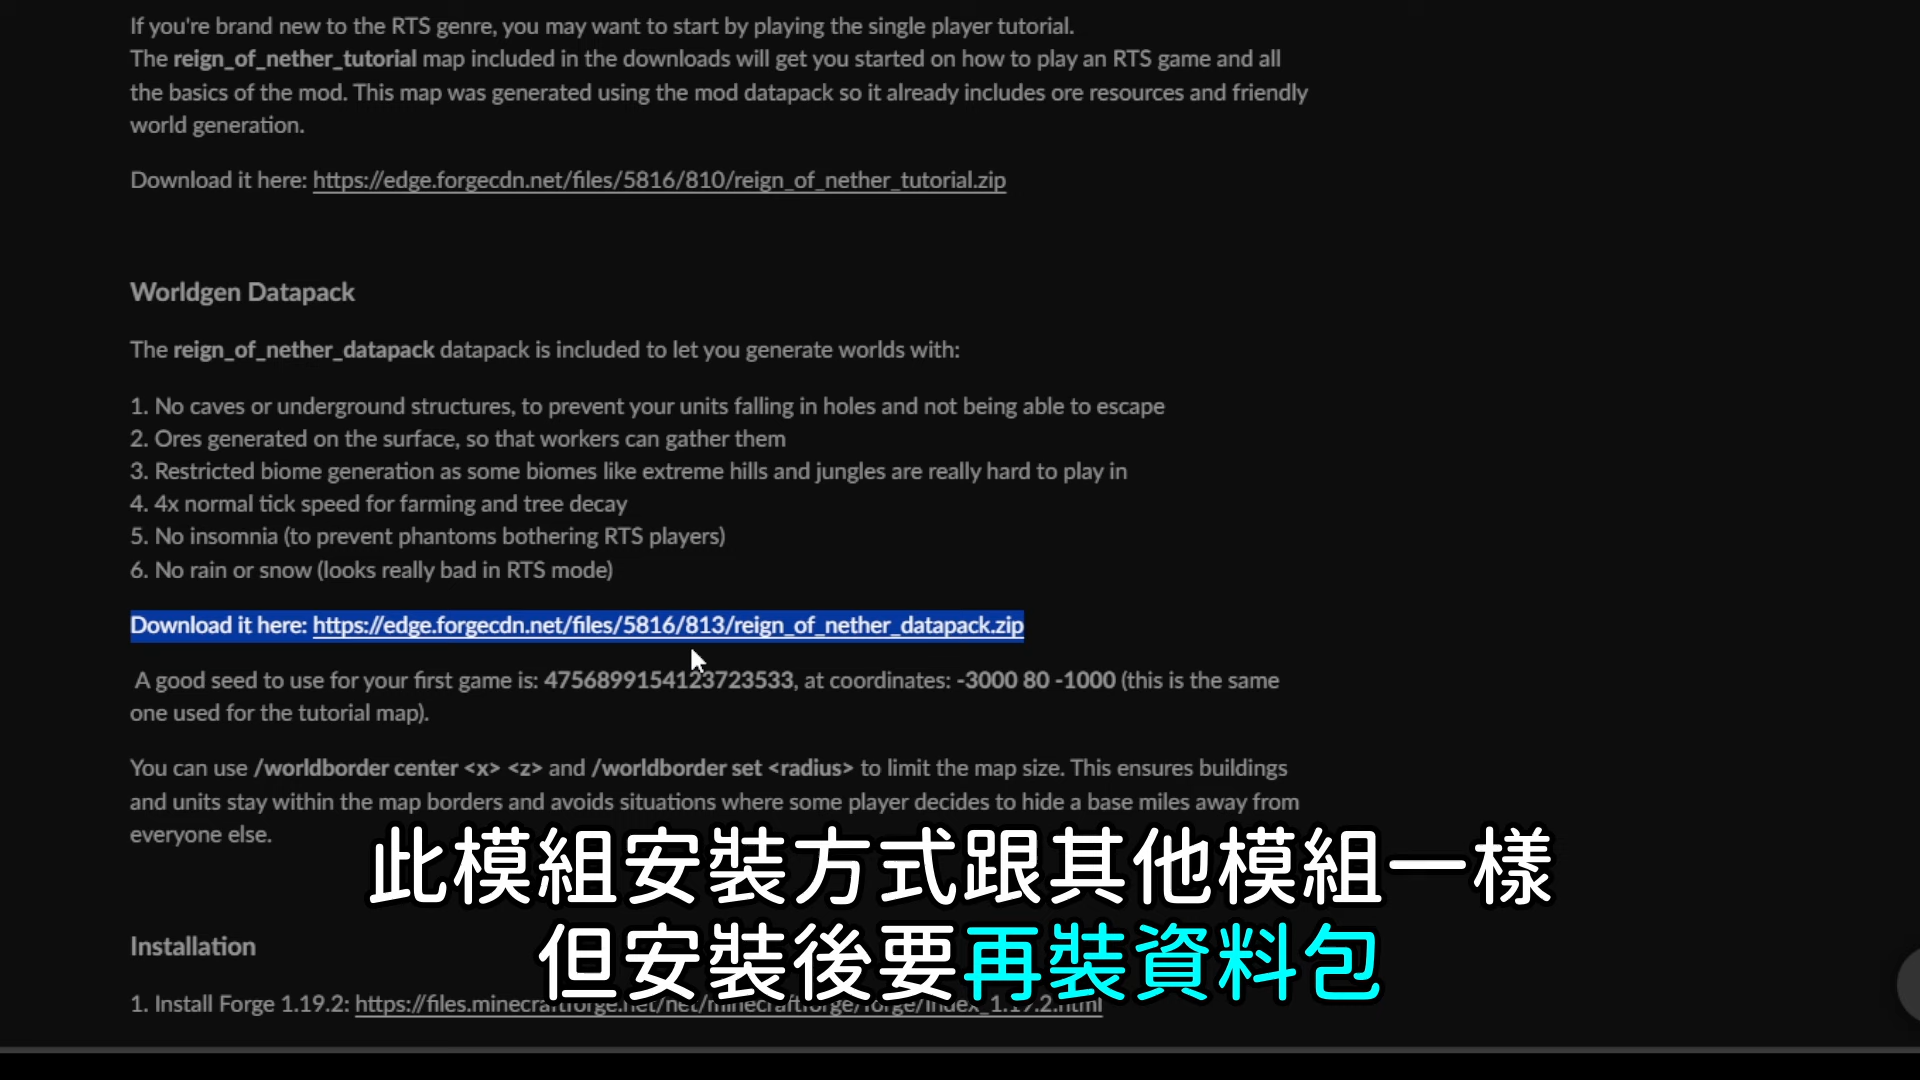 If you're brand new to the RTS genre, you may want to start by playing the single player tutorial.
The reign_of_nether_tutorial map included in the downloads will get you started on how to play an RTS game and all
the basics of the mod. This map was generated using the mod datapack so it already includes ore resources and friendly
world generation.
Download it here: https://edge.forgecdn.net/files/5816/810/reign_of_nether_tutorial.zip
Worldgen Datapack
The reign_of_nether_datapack datapack is included to let you generate worlds with:
1. No caves or underground structures, to prevent your units falling in holes and not being able to escape
2. Ores generated on the surface, so that workers can gather them
3. Restricted biome generation as some biomes like extreme hills and jungles are really hard to play in
4. 4x normal tick speed for farming and tree decay
5. No insomnia (to prevent phantoms bothering RTS players)
6. No rain or snow (looks really bad in RTS mode)
Download it here: https://edge.forgecdn.net/files/5816/813/reign_of_nether_datapack.zip
A good seed to use for your first game is: 4756899154123723533, at coordinates: -3000 80 -1000 (this is the same
one used for the tutorial map).
You can use /worldborder center <x> <z> and /worldborder set <radius> to limit the map size. This ensures buildings
and units stay within the map borders and avoids situations where some player decides to hide a base miles away from
everyone else.
此模組安裝方式跟其他模組一樣
Installation
但安裝後要再裝資料包
1. Install Forge 1.19.2: https://files.minecraftforge.net/net/minecraftforge/forge/index_1.19.2.html